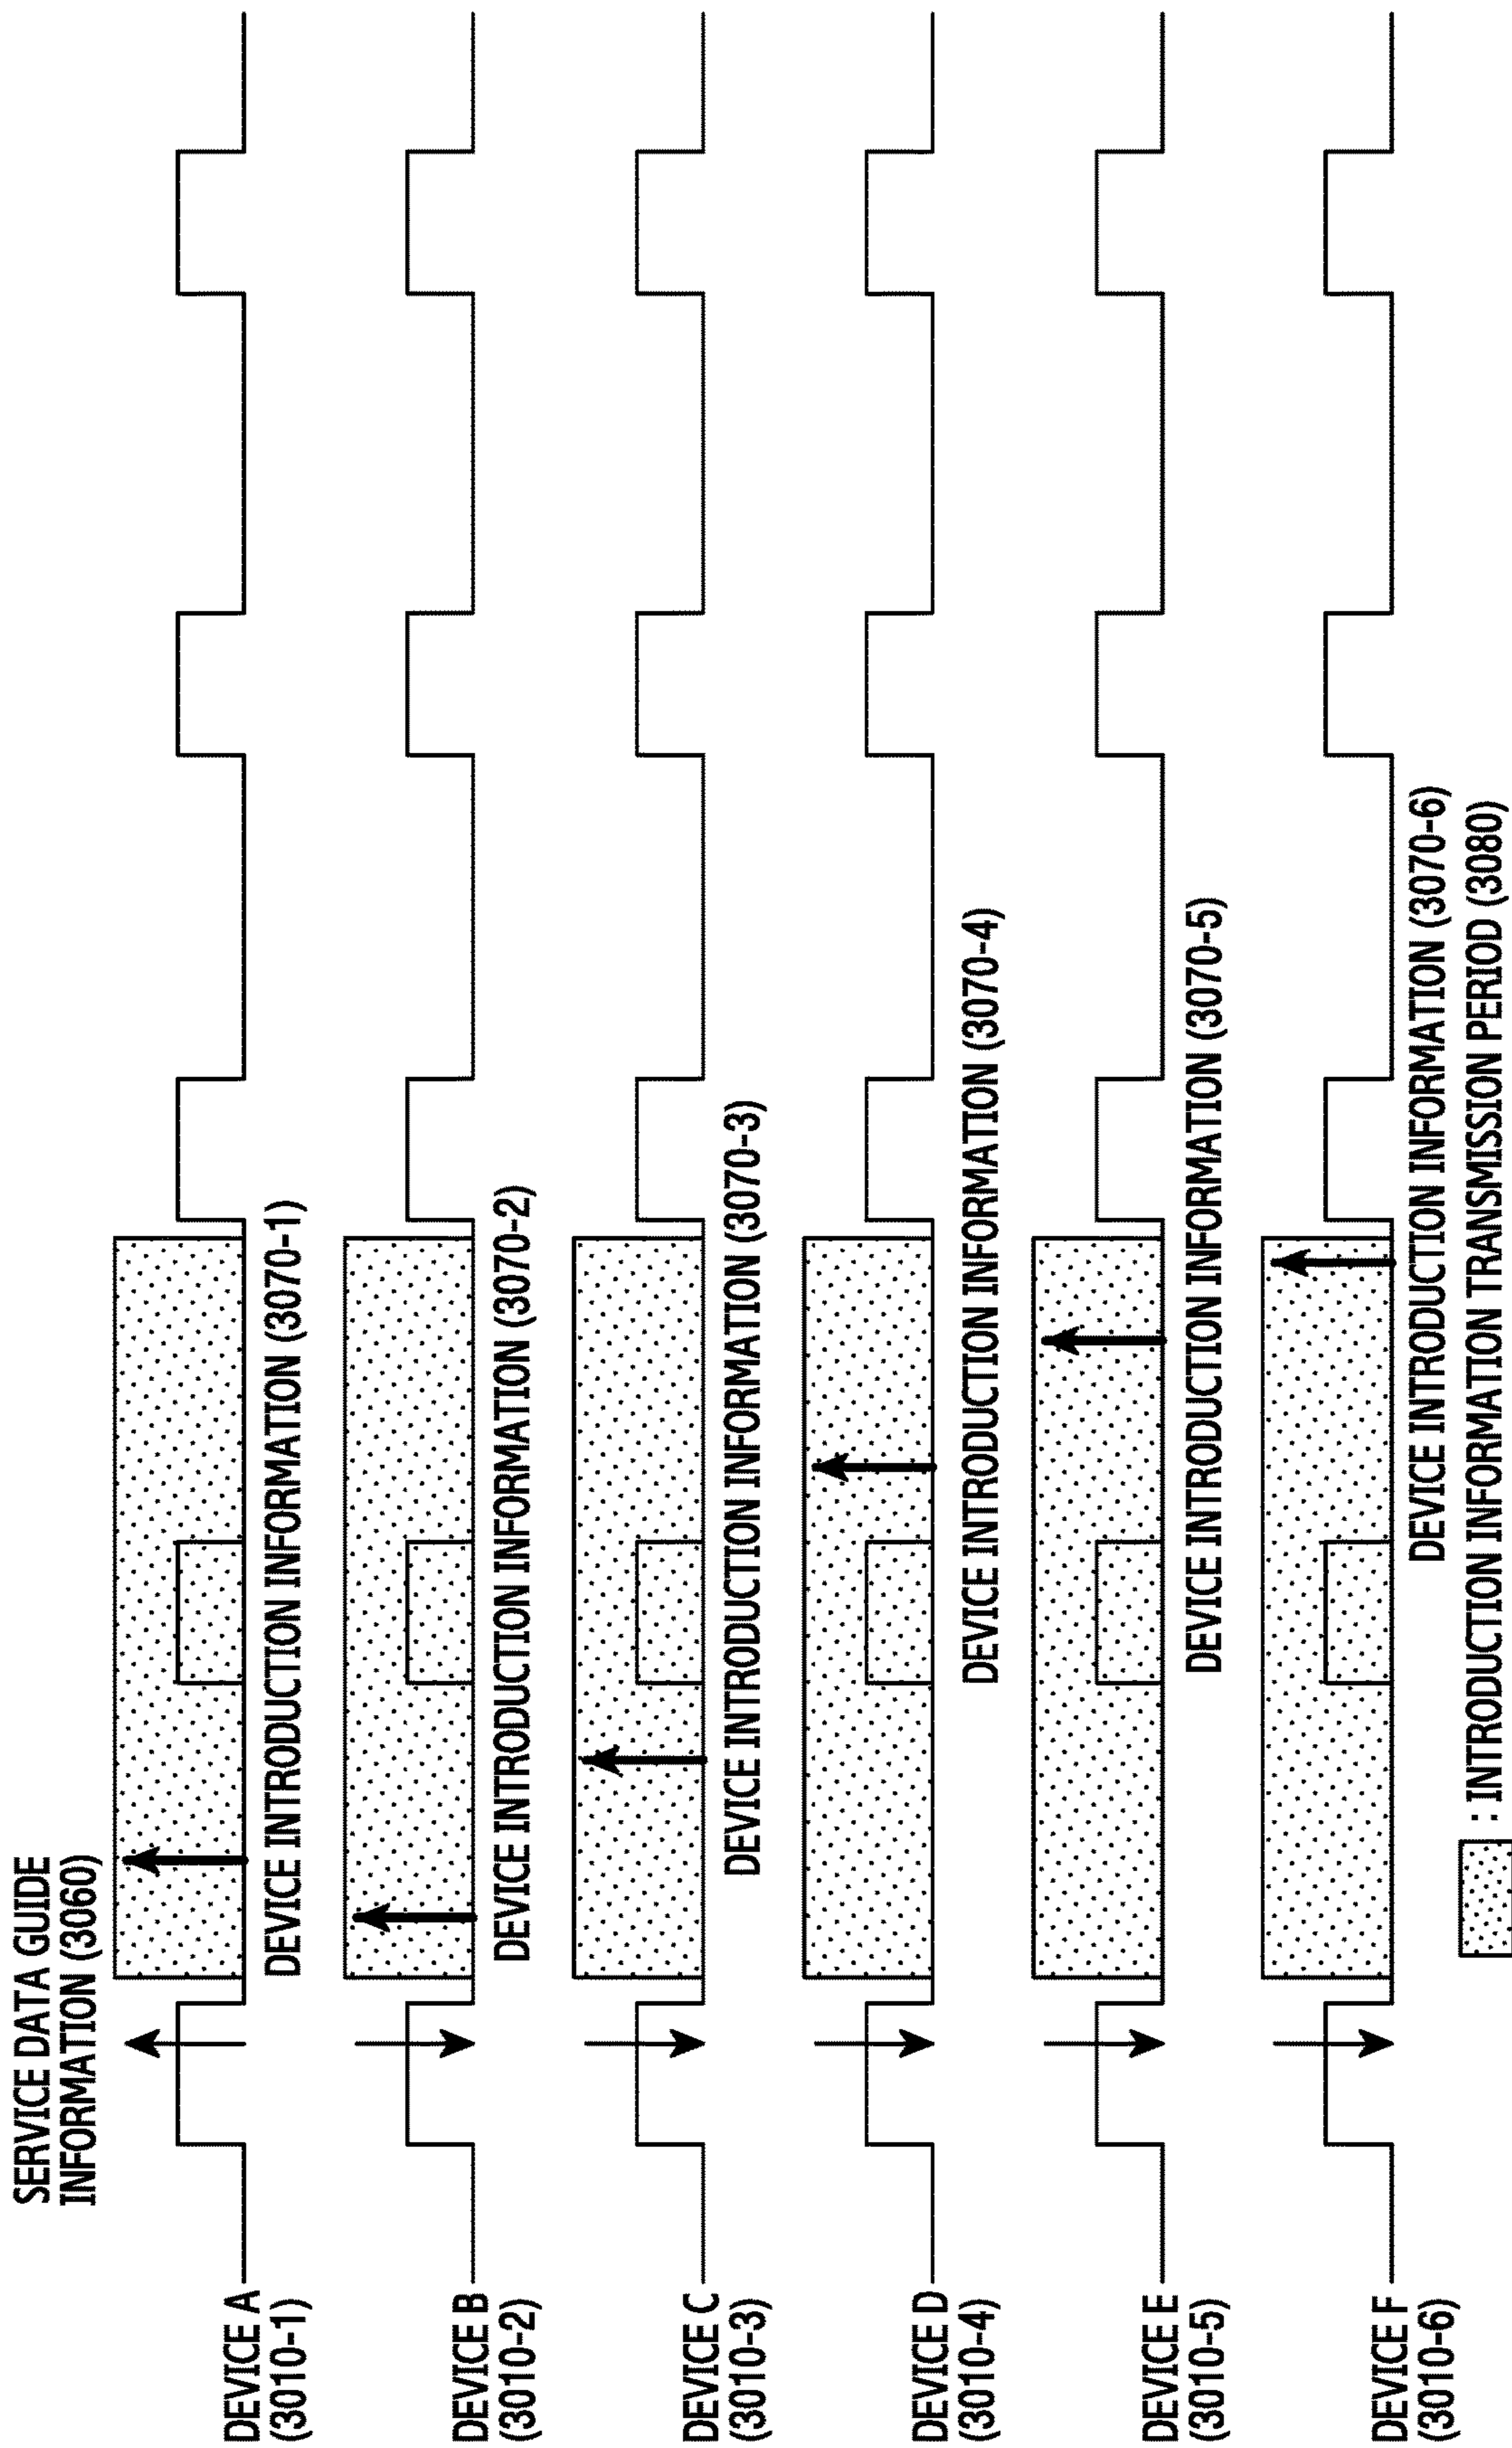 SERVICE DATA GUIDE
INFORMATION (3060)
DEVICE A
(3010-1)
DEVICE INTRODUCTION INFORMATION (3070-1)
DEVICE B
(3010-2)
DEVICE INTRODUCTION INFORMATION (3070-2)
DEVICE C
(3010-3)
DEVICE INTRODUCTION INFORMATION (3070-3)
DEVICE D
(3010-4)
DEVICE INTRODUCTION INFORMATION (3070-4)
DEVICE E
(3010-5)
DEVICE INTRODUCTION INFORMATION (3070-5)
DEVICE F
(3010-6)
DEVICE INTRODUCTION INFORMATION (3070-6)
: INTRODUCTION INFORMATION TRANSMISSION PERIOD (3080)